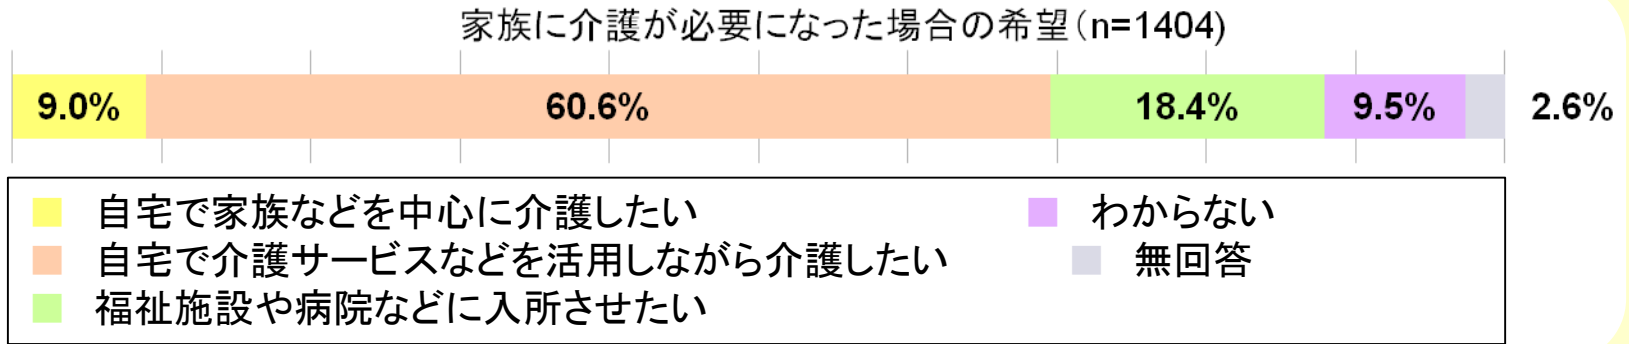 家族に介護が必要になった場合の希望(n=1404)
9.0% 60.6% 18.4% 9.5% 2.6%
自宅で家族などを中心に介護したい わからない
自宅で介護サービスなどを活用しながら介護したい 無回答
福祉施設や病院などに入所させたい